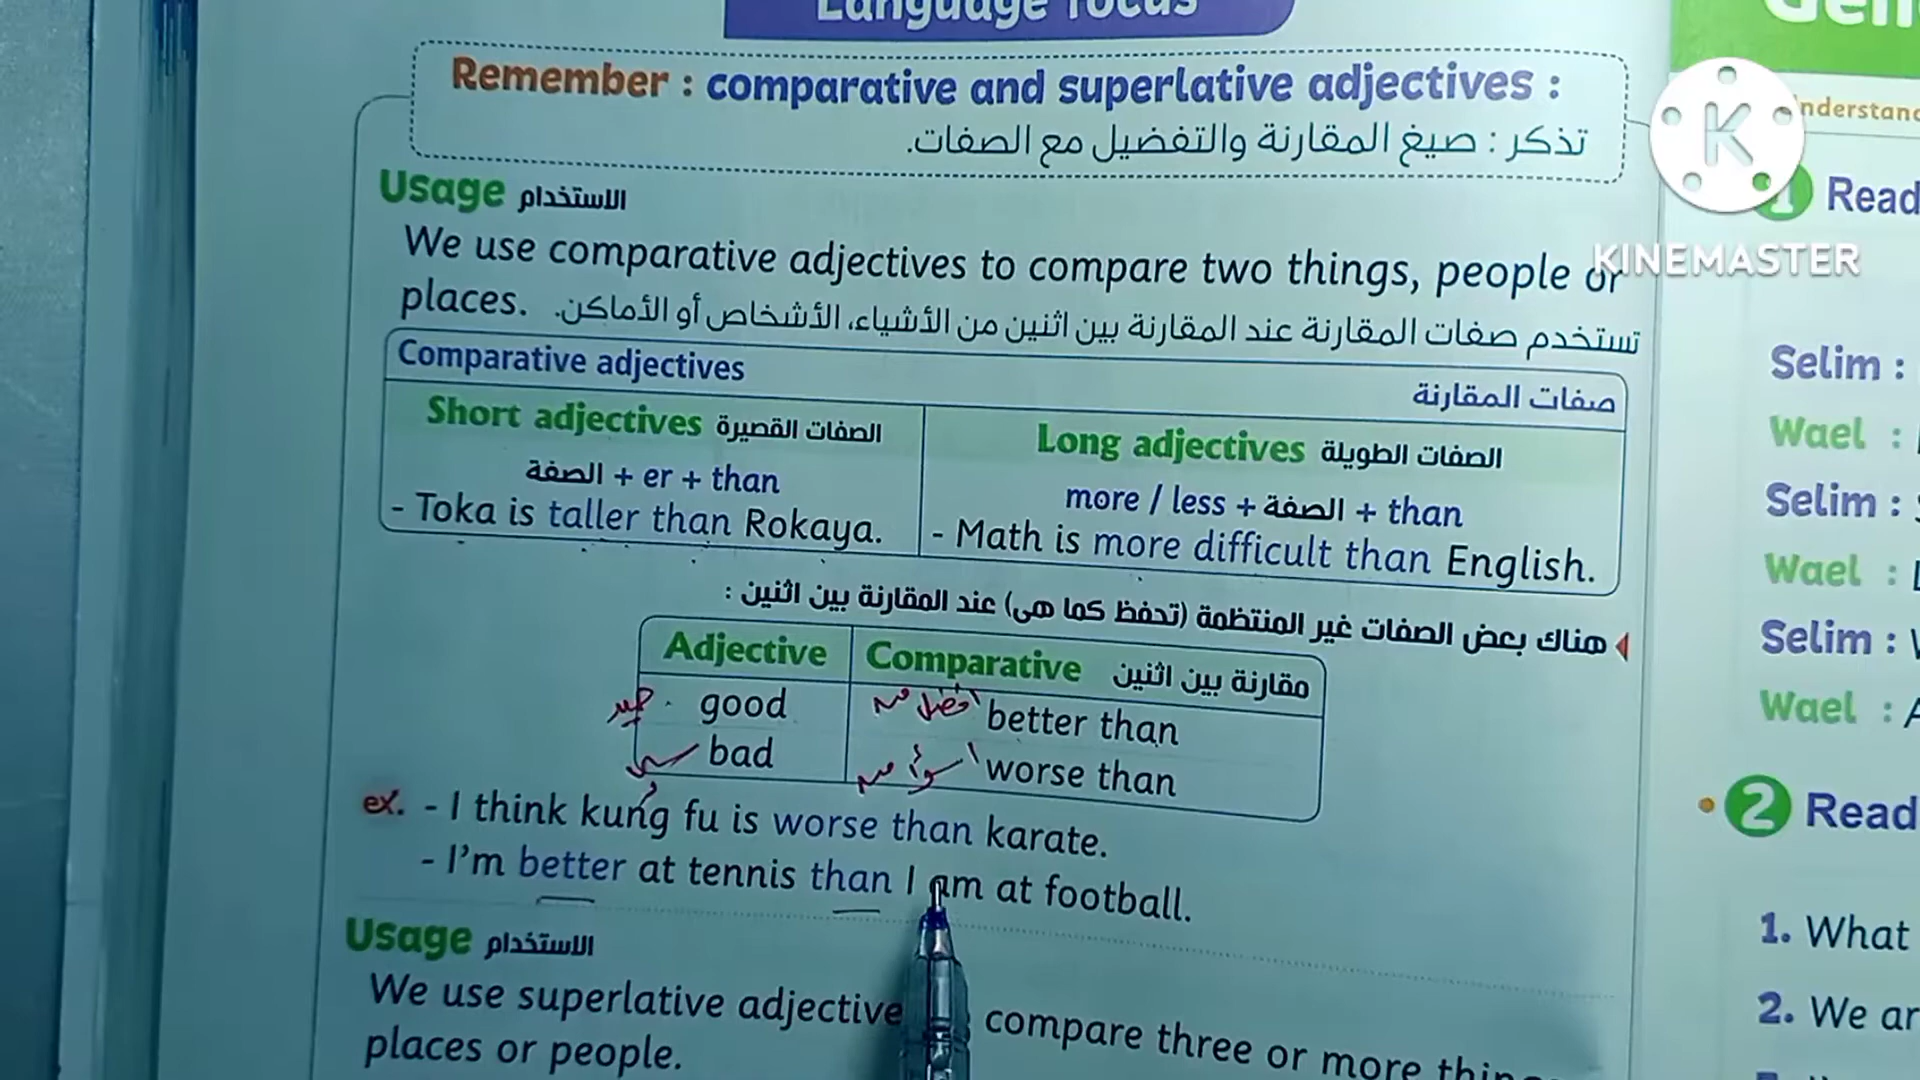 Language focus
Remember : comparative and superlative adjectives :
تذكر : صيغ المقارنة والتفضيل مع الصفات.
Usage الاستخدام
We use comparative adjectives to compare two things, people or
places. تستخدم صفات المقارنة عند المقارنة بين اثنين من الأشياء، الأشخاص أو الأماكن.
Comparative adjectives صفات المقارنة
Short adjectives الصفات القصيرة
الصفة + er + than
- Toka is taller than Rokaya.
Long adjectives الصفات الطويلة
more / less + الصفة + than
- Math is more difficult than English.
هناك بعض الصفات غير المنتظمة (تحفظ كما هى) عند المقارنة بين اثنين :
Adjective Comparative مقارنة بين اثنين
good better than أفضل من
bad worse than أسوأ من
ex. - I think kung fu is worse than karate.
- I'm better at tennis than I am at football.
Usage الاستخدام
We use superlative adjective compare three or more
places or people.
KINEMASTER
1 Read
Selim :
Wael :
Selim :
Wael :
Selim :
Wael :
2 Read
1. What
2. We